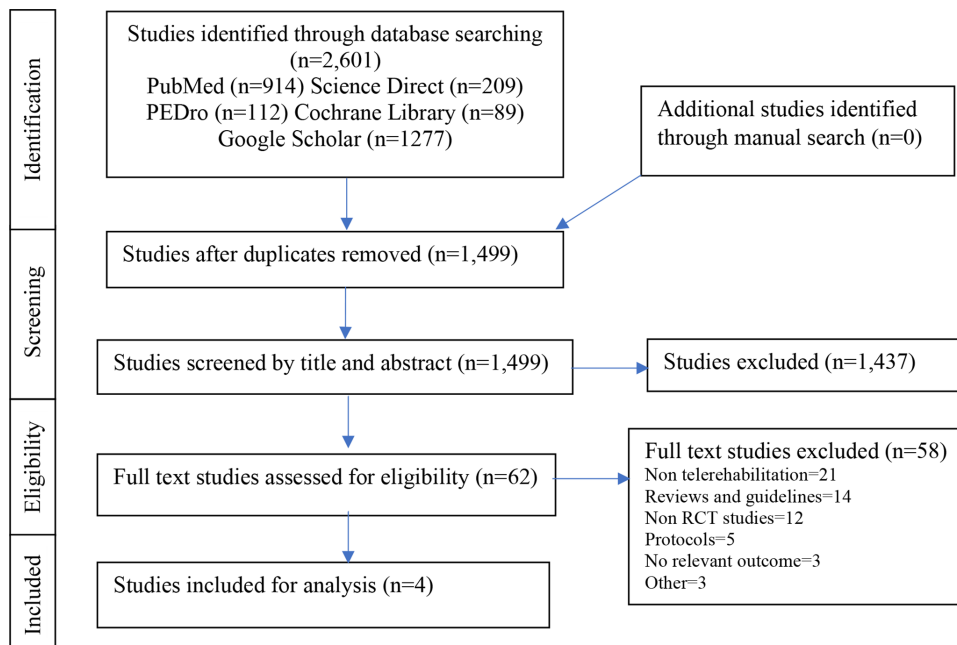 Identification
Studies identified through database searching
(n=2,601)
PubMed (n=914) Science Direct (n=209)
PEDro (n=112) Cochrane Library (n=89)
Google Scholar (n=1277)
Additional studies identified
through manual search (n=0)
Screening
Studies after duplicates removed (n=1,499)
Studies screened by title and abstract (n=1,499)
Studies excluded (n=1,437)
Eligibility
Full text studies assessed for eligibility (n=62)
Full text studies excluded (n=58)
Non telerehabilitation=21
Reviews and guidelines=14
Non RCT studies=12
Protocols=5
No relevant outcome=3
Other=3
Included
Studies included for analysis (n=4)